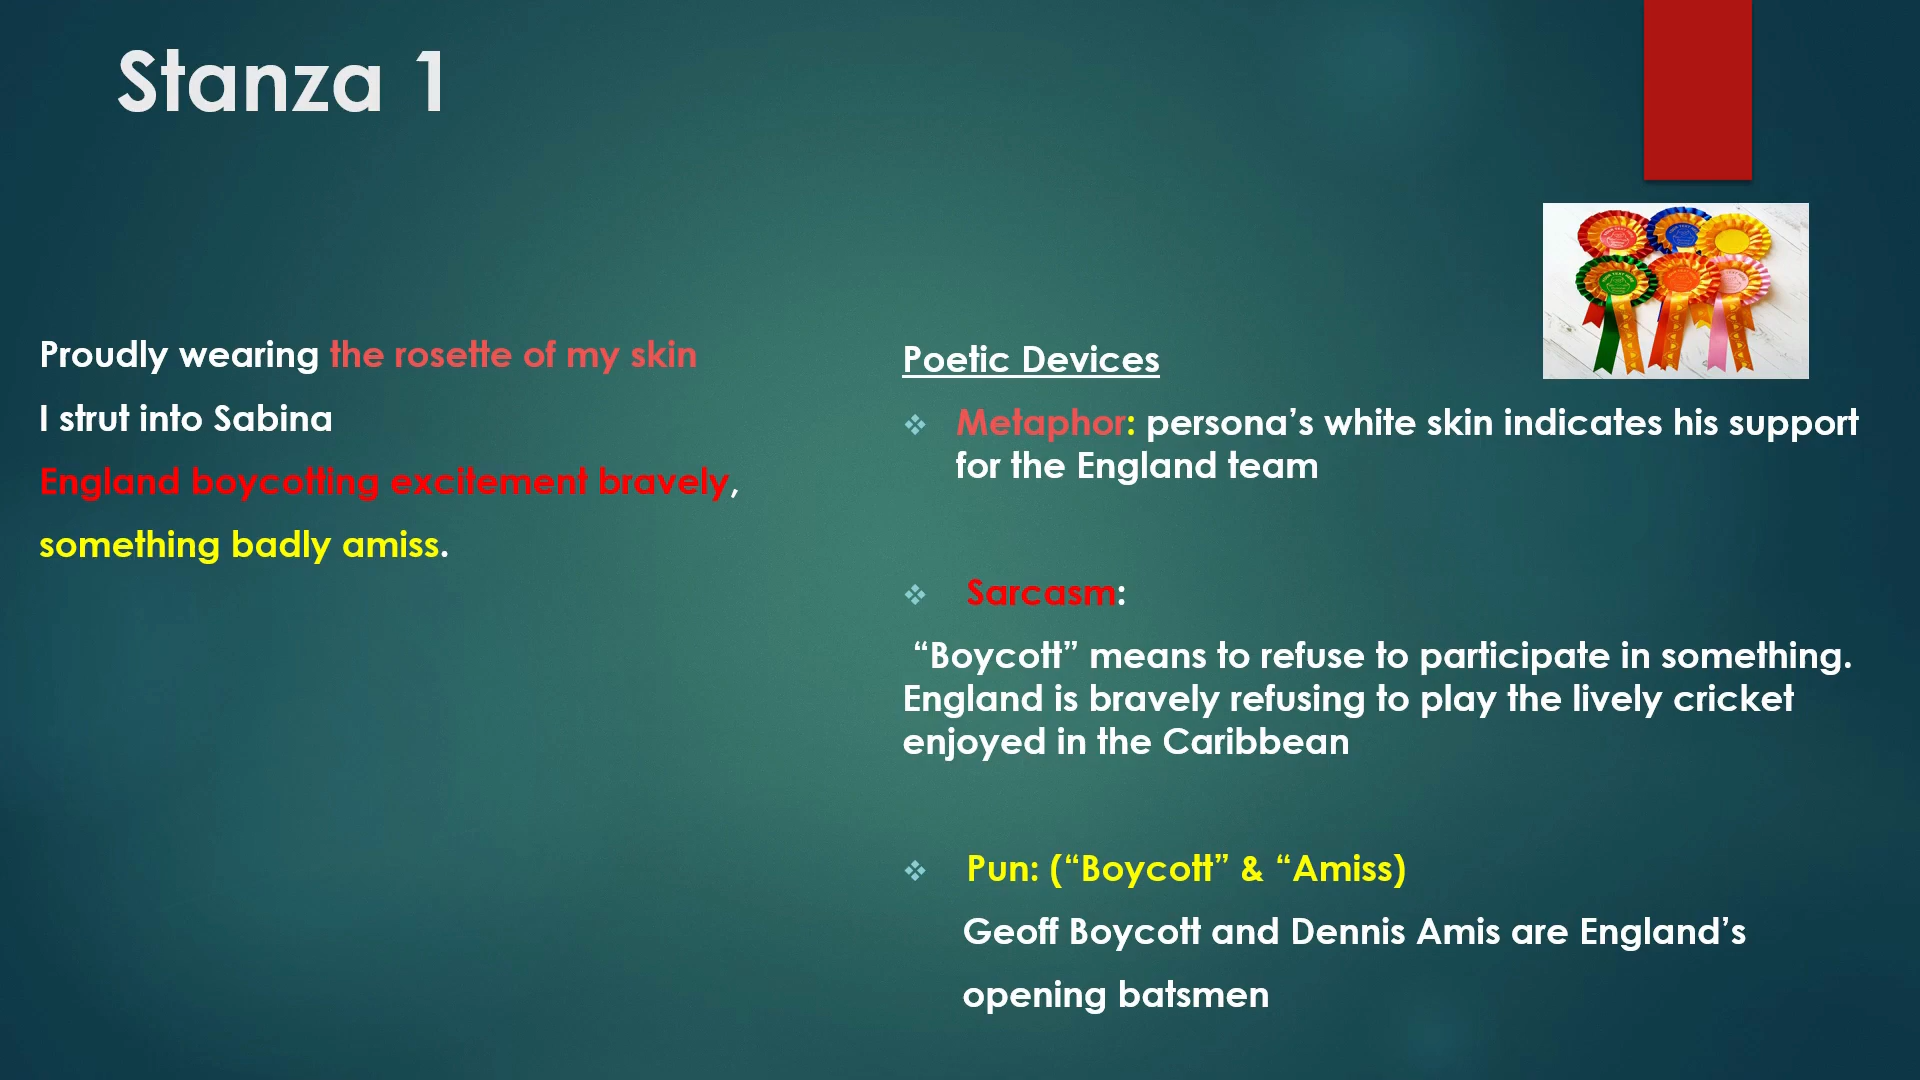 Stanza 1
Proudly wearing the rosette of my skin
I strut into Sabina
England boycotting excitement bravely,
something badly amiss.
Poetic Devices
❖ Metaphor: persona’s white skin indicates his support
for the England team
❖ Sarcasm:
“Boycott” means to refuse to participate in something.
England is bravely refusing to play the lively cricket
enjoyed in the Caribbean
❖ Pun: (“Boycott” & “Amiss)
Geoff Boycott and Dennis Amis are England’s
opening batsmen